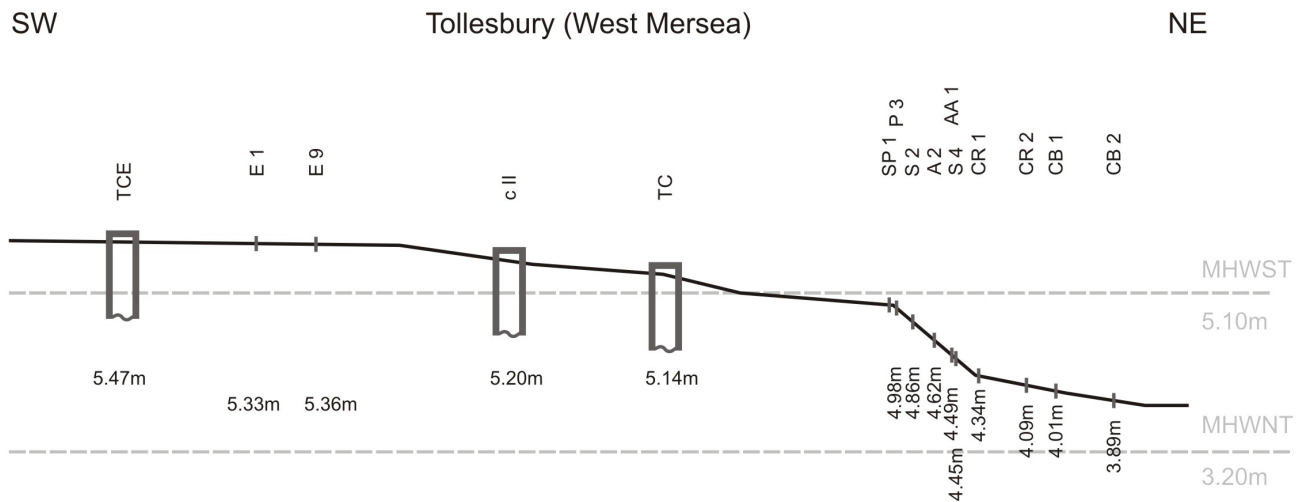 SW
Tollesbury (West Mersea)
NE
TCE
E 1
E 9
c II
TC
SP 1
P 3
S 2
A 2
S 4
AA 1
CR 1
CR 2
CB 1
CB 2
MHWST
5.10m
5.47m
5.33m
5.36m
5.20m
5.14m
4.98m
4.86m
4.62m
4.49m
4.45m
4.34m
4.09m
4.01m
3.89m
MHWNT
3.20m